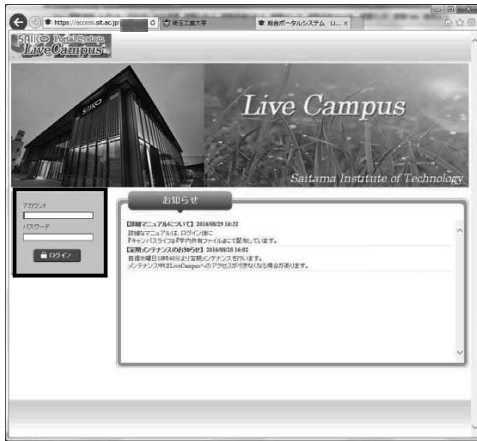 https://access.sit.ac.jp
埼玉工業大学
総合ポータルシステム Li...
SAIKO Portal System
LiveCampus
SAIKO
Live Campus
Saitama Institute of Technology
アカウント
パスワード
ログイン
お知らせ
【詳細マニュアルについて】 2016/08/29 16:32
詳細なマニュアルは、ログイン後に
『キャンパスライフ』『学内共有ファイル』にて配布しています。
【定期メンテナンスのお知らせ】 2016/08/28 16:02
毎週木曜日18時40分より定期メンテナンスを行います。
メンテナンス中はLiveCampusへのアクセスができなくなる場合があります。